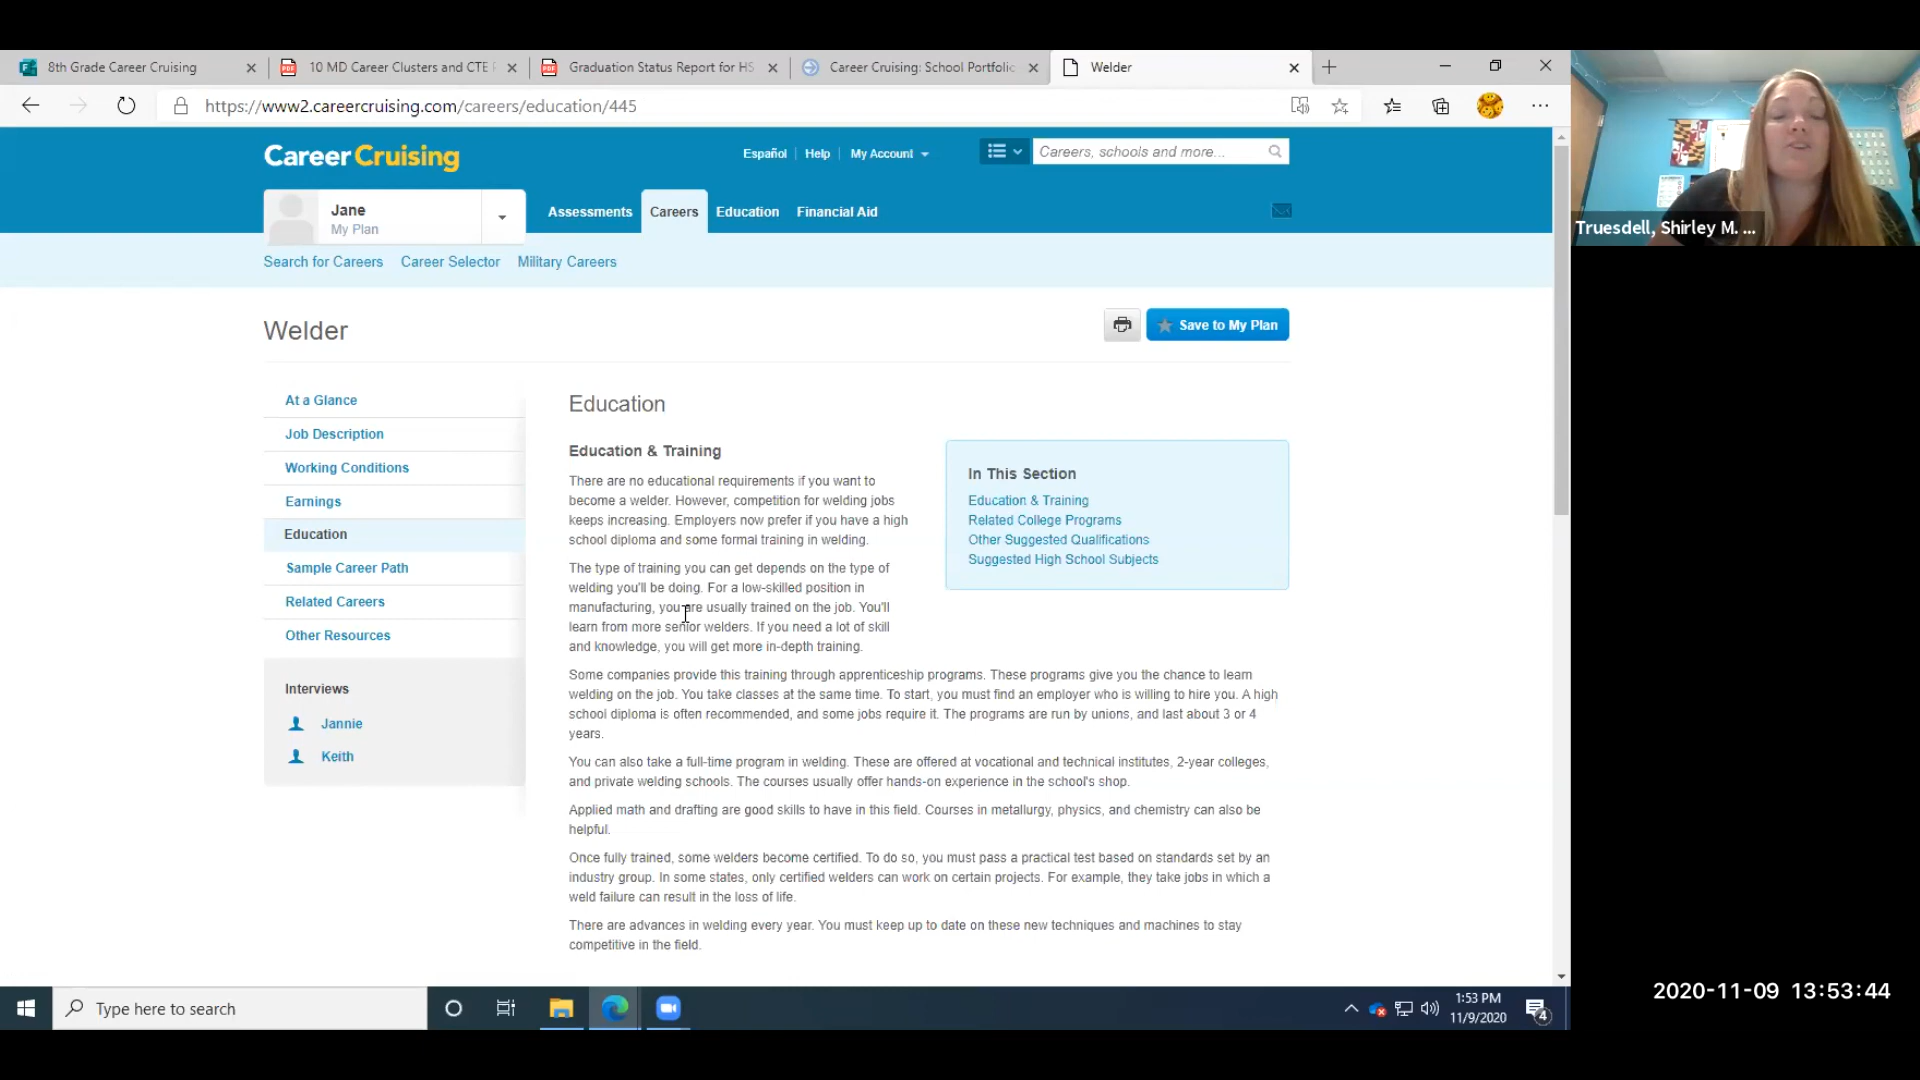 8th Grade Career Cruising
10 MD Career Clusters and CTE
Graduation Status Report for HS
Career Cruising: School Portfolio
Welder
https://www2.careercruising.com/careers/education/445
CareerCruising
Español
Help
My Account
Careers, schools and more...
Jane
My Plan
Assessments
Careers
Education
Financial Aid
Search for Careers
Career Selector
Military Careers
Welder
Save to My Plan
At a Glance
Job Description
Working Conditions
Earnings
Education
Sample Career Path
Related Careers
Other Resources
Interviews
Jannie
Keith
Education
Education & Training
There are no educational requirements if you want to
become a welder. However, competition for welding jobs
keeps increasing. Employers now prefer if you have a high
school diploma and some formal training in welding.
The type of training you can get depends on the type of
welding you'll be doing. For a low-skilled position in
manufacturing, you are usually trained on the job. You'll
learn from more senior welders. If you need a lot of skill
and knowledge, you will get more in-depth training.
In This Section
Education & Training
Related College Programs
Other Suggested Qualifications
Suggested High School Subjects
Some companies provide this training through apprenticeship programs. These programs give you the chance to learn
welding on the job. You take classes at the same time. To start, you must find an employer who is willing to hire you. A high
school diploma is often recommended, and some jobs require it. The programs are run by unions, and last about 3 or 4
years.
You can also take a full-time program in welding. These are offered at vocational and technical institutes, 2-year colleges,
and private welding schools. The courses usually offer hands-on experience in the school's shop.
Applied math and drafting are good skills to have in this field. Courses in metallurgy, physics, and chemistry can also be
helpful.
Once fully trained, some welders become certified. To do so, you must pass a practical test based on standards set by an
industry group. In some states, only certified welders can work on certain projects. For example, they take jobs in which a
weld failure can result in the loss of life.
There are advances in welding every year. You must keep up to date on these new techniques and machines to stay
competitive in the field.
Truesdell, Shirley M. ...
Type here to search
1:53 PM
11/9/2020
4
2020-11-09 13:53:44